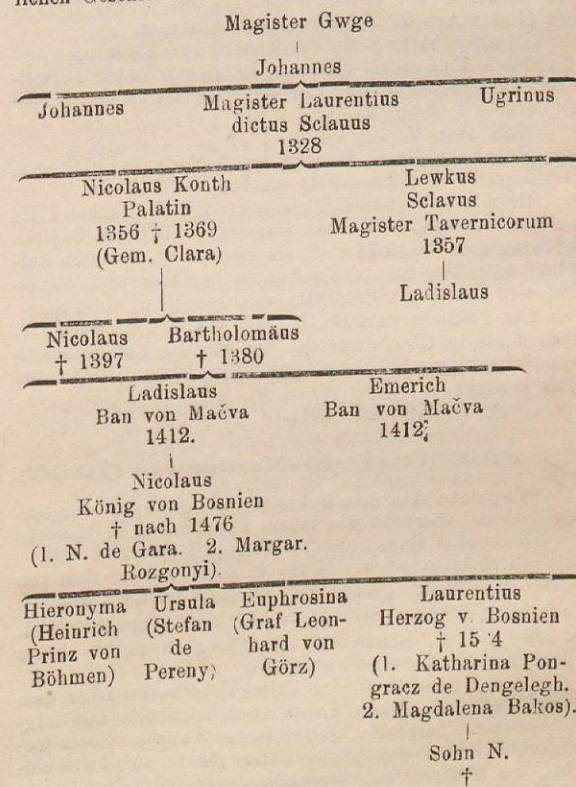 Magister Gwge
Johannes
Johannes Magister Laurentius Ugrinus
dictus Sclauus
1328
Nicolaus Konth
Palatin
1356 † 1369
(Gem. Clara)
Lewkus
Sclavus
Magister Tavernicorum
1357
Ladislaus
Nicolaus
† 1397
Bartholomäus
† 1380
Ladislaus
Ban von Mačva
1412.
Emerich
Ban von Mačva
1412
Nicolaus
König von Bosnien
† nach 1476
(1. N. de Gara. 2. Margar.
Rozgonyi).
Hieronyma
(Heinrich
Prinz von
Böhmen)
Ursula
(Stefan
de
Pereny)
Euphrosina
(Graf Leon-
hard von
Görz)
Laurentius
Herzog v Bosnien
† 15 4
(1. Katharina Pon-
gracz de Dengelegh.
2. Magdalena Bakos).
Sohn N.
†